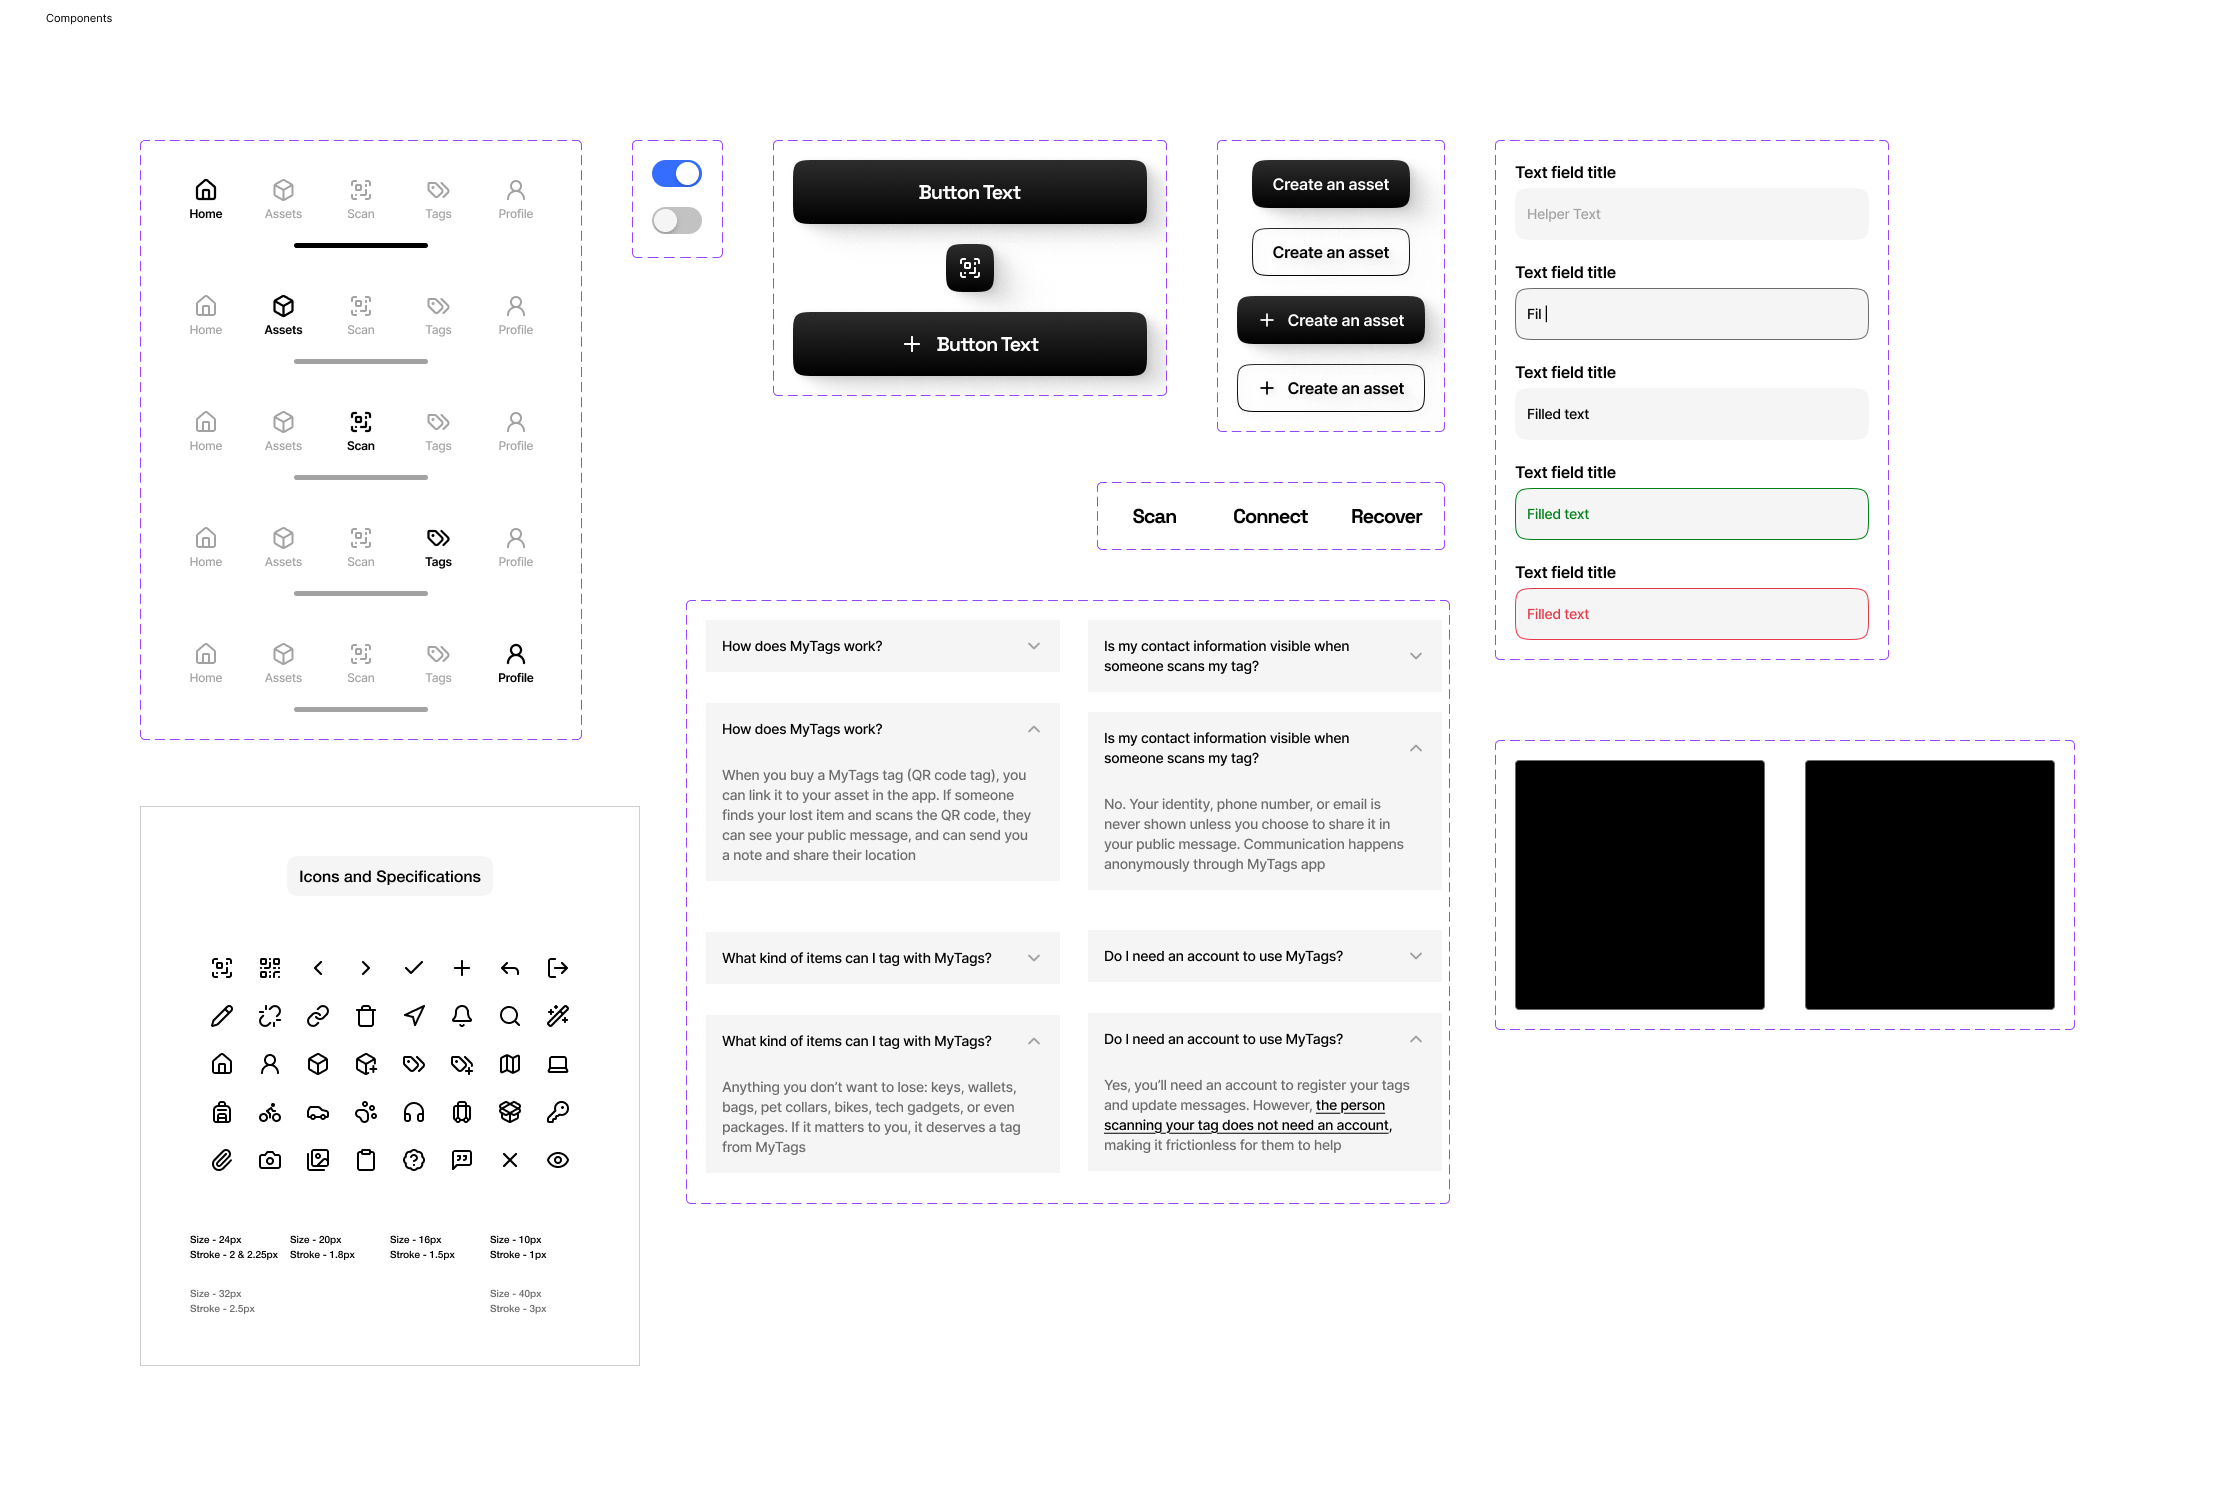 Components
Home Assets Scan Tags Profile
Home Assets Scan Tags Profile
Home Assets Scan Tags Profile
Home Assets Scan Tags Profile
Home Assets Scan Tags Profile
Button Text
Button Text
Create an asset
Create an asset
Create an asset
Create an asset
Scan Connect Recover
Text field title
Helper Text
Text field title
Fil
Text field title
Filled text
Text field title
Filled text
Text field title
Filled text
How does MyTags work?
How does MyTags work?
When you buy a MyTags tag (QR code tag), you
can link it to your asset in the app. If someone
finds your lost item and scans the QR code, they
can see your public message, and can send you
a note and share their location
What kind of items can I tag with MyTags?
What kind of items can I tag with MyTags?
Anything you don’t want to lose: keys, wallets,
bags, pet collars, bikes, tech gadgets, or even
packages. If it matters to you, it deserves a tag
from MyTags
Is my contact information visible when
someone scans my tag?
Is my contact information visible when
someone scans my tag?
No. Your identity, phone number, or email is
never shown unless you choose to share it in
your public message. Communication happens
anonymously through MyTags app
Do I need an account to use MyTags?
Do I need an account to use MyTags?
Yes, you’ll need an account to register your tags
and update messages. However, the person
scanning your tag does not need an account,
making it frictionless for them to help
Icons and Specifications
Size - 24px
Stroke - 2 & 2.25px
Size - 20px
Stroke - 1.8px
Size - 16px
Stroke - 1.5px
Size - 10px
Stroke - 1px
Size - 32px
Stroke - 2.5px
Size - 40px
Stroke - 3px